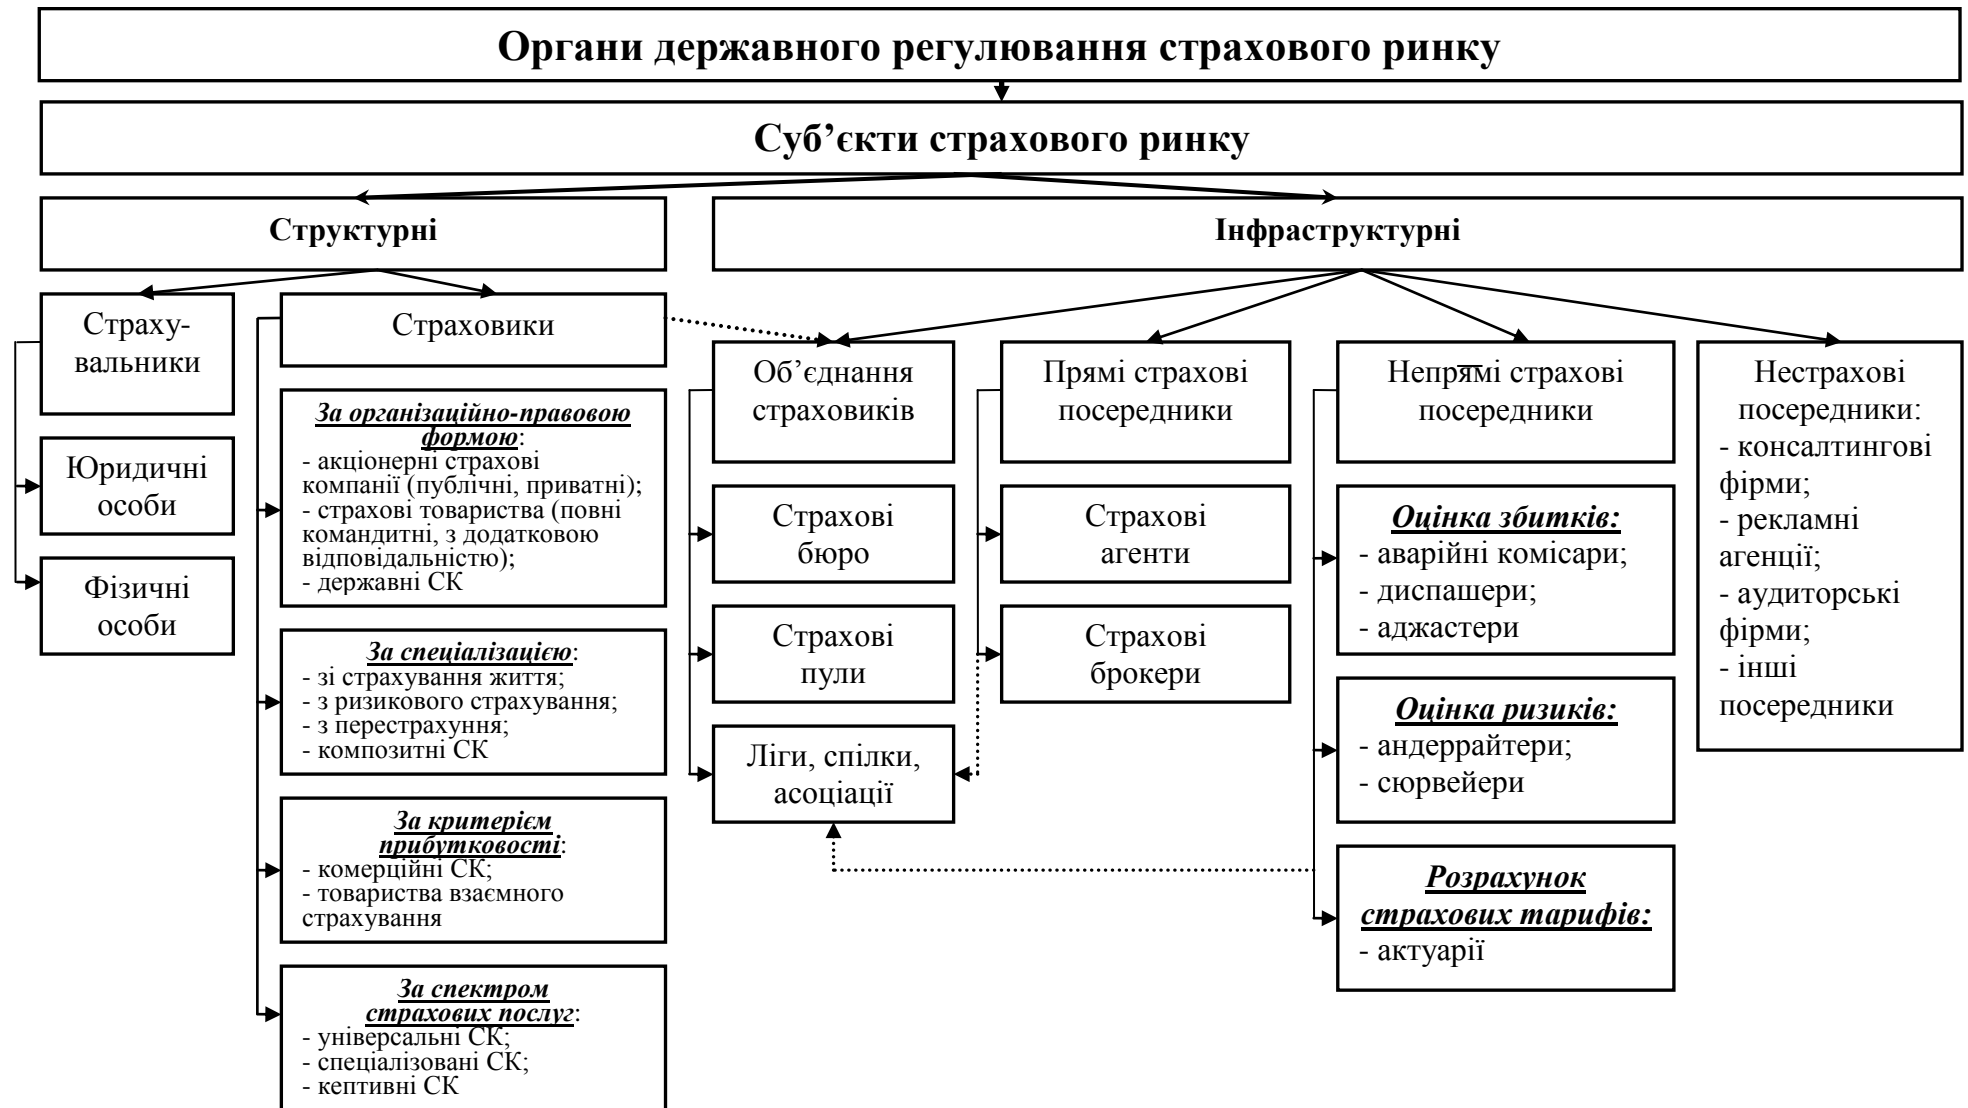 Органи державного регулювання страхового ринку
Суб’єкти страхового ринку
Структурні
Інфраструктурні
Страху-
вальники
Юридичні
особи
Фізичні
особи
Страховики
За організаційно-правовою
формою:
- акціонерні страхові
компанії (публічні, приватні);
- страхові товариства (повні
командитні, з додатковою
відповідальністю);
- державні СК
За спеціалізацією:
- зі страхування життя;
- з ризикового страхування;
- з перестрахуння;
- композитні СК
За критерієм
прибутковості:
- комерційні СК;
- товариства взаємного
страхування
За спектром
страхових послуг:
- універсальні СК;
- спеціалізовані СК;
- кептивні СК
Об’єднання
страховиків
Страхові
бюро
Страхові
пули
Ліги, спілки,
асоціації
Прямі страхові
посередники
Страхові
агенти
Страхові
брокери
Непрямі страхові
посередники
Оцінка збитків:
- аварійні комісари;
- диспашери;
- аджастери
Оцінка ризиків:
- андеррайтери;
- сюрвейери
Розрахунок
страхових тарифів:
- актуарії
Нестрахові
посередники:
- консалтингові
фірми;
- рекламні
агенції;
- аудиторські
фірми;
- інші
посередники